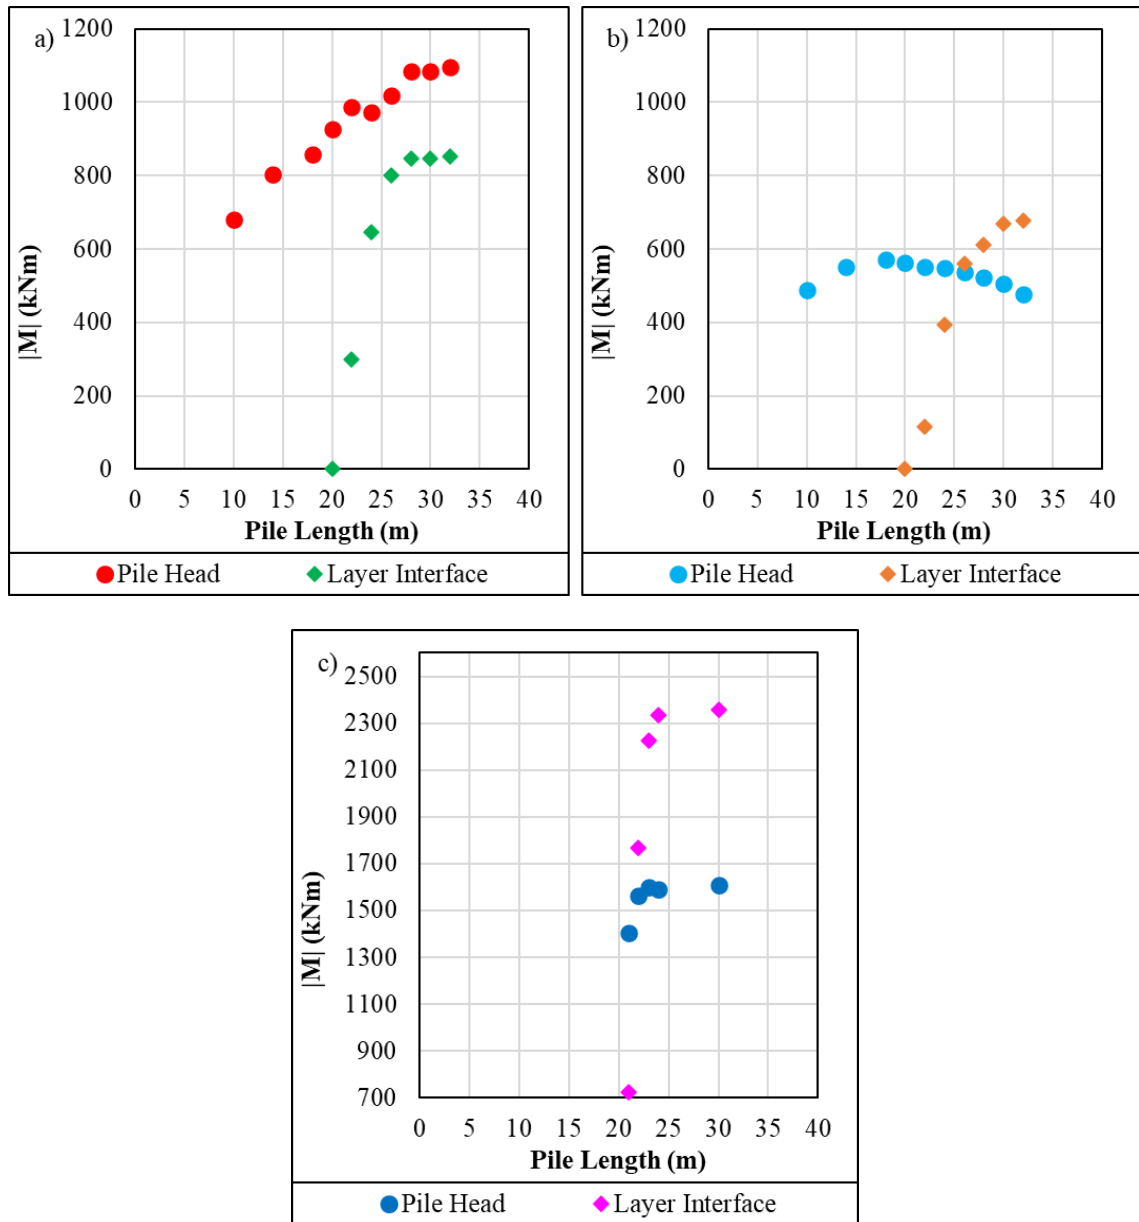 a)
1200
1000
800
600
400
200
0
|M| (kNm)
0 5 10 15 20 25 30 35 40
Pile Length (m)
Pile Head Layer Interface
b)
1200
1000
800
600
400
200
0
|M| (kNm)
0 5 10 15 20 25 30 35 40
Pile Length (m)
Pile Head Layer Interface
c)
2500
2300
2100
1900
1700
1500
1300
1100
900
700
|M| (kNm)
0 5 10 15 20 25 30 35 40
Pile Length (m)
Pile Head Layer Interface